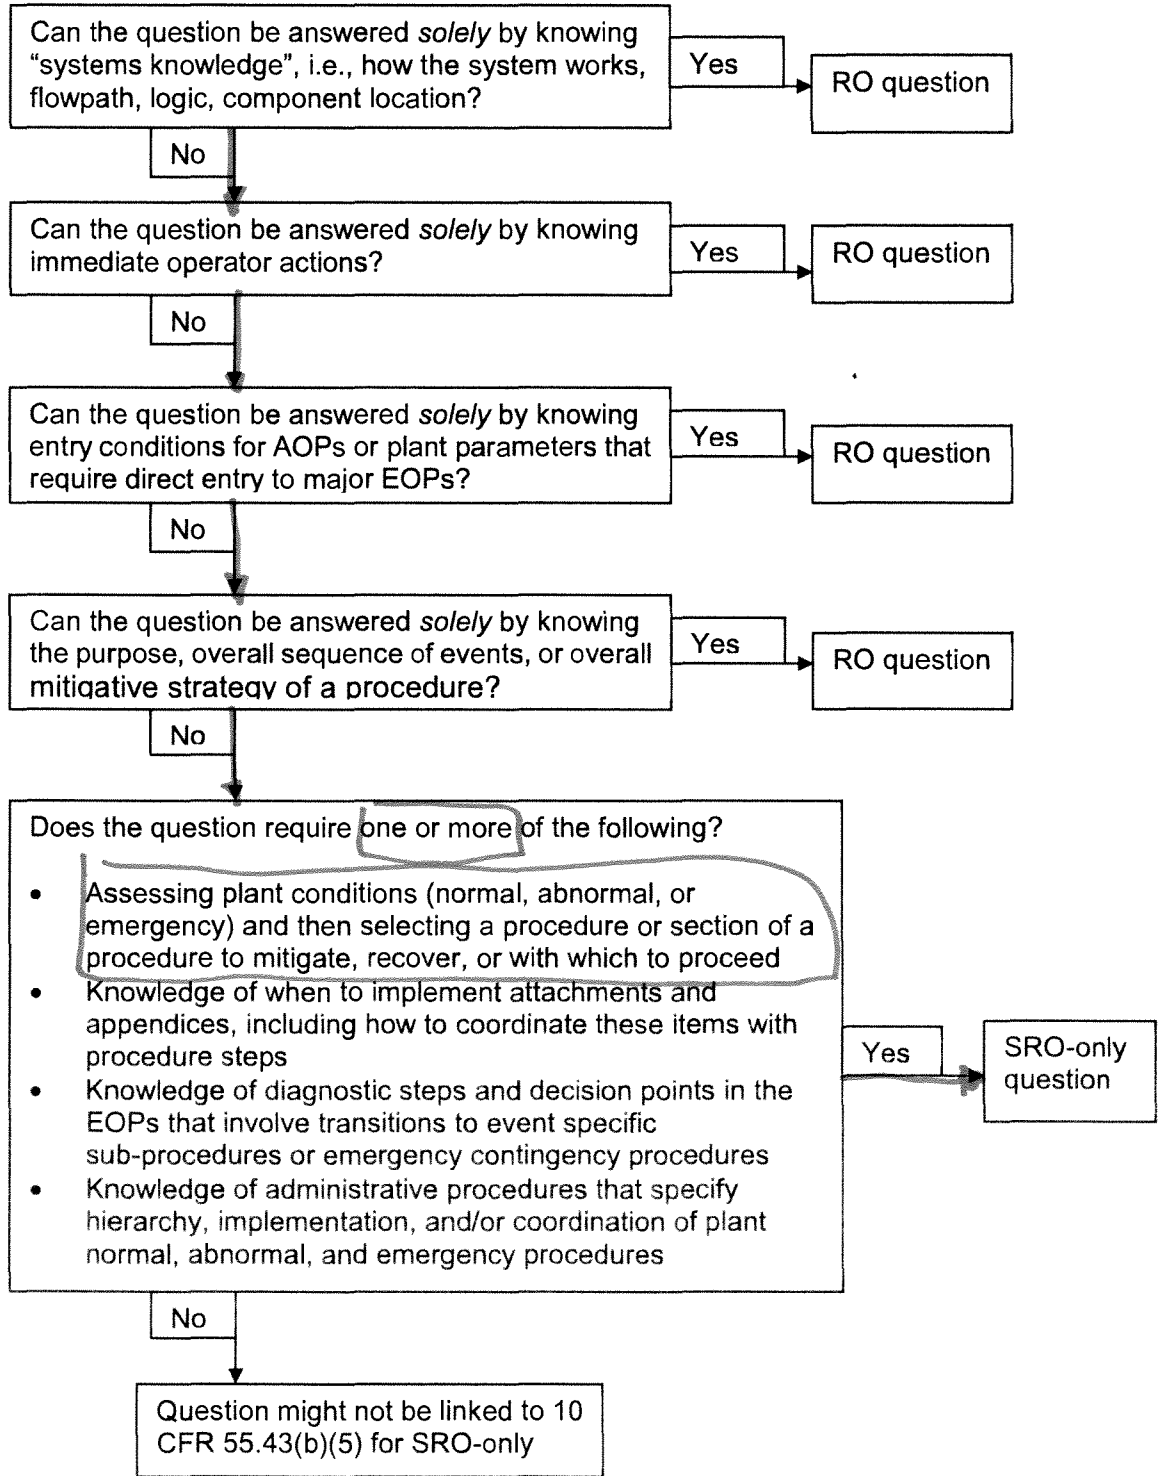 Can the question be answered solely by knowing
“systems knowledge”, i.e., how the system works,
flowpath, logic, component location?
Yes
RO question
No
Can the question be answered solely by knowing
immediate operator actions?
Yes
RO question
No
Can the question be answered solely by knowing
entry conditions for AOPs or plant parameters that
require direct entry to major EOPs?
Yes
RO question
No
Can the question be answered solely by knowing
the purpose, overall sequence of events, or overall
mitigative strategy of a procedure?
Yes
RO question
No
Does the question require one or more of the following?
• Assessing plant conditions (normal, abnormal, or
emergency) and then selecting a procedure or section of a
procedure to mitigate, recover, or with which to proceed
• Knowledge of when to implement attachments and
appendices, including how to coordinate these items with
procedure steps
• Knowledge of diagnostic steps and decision points in the
EOPs that involve transitions to event specific
sub-procedures or emergency contingency procedures
• Knowledge of administrative procedures that specify
hierarchy, implementation, and/or coordination of plant
normal, abnormal, and emergency procedures
Yes
SRO-only
question
No
Question might not be linked to 10
CFR 55.43(b)(5) for SRO-only